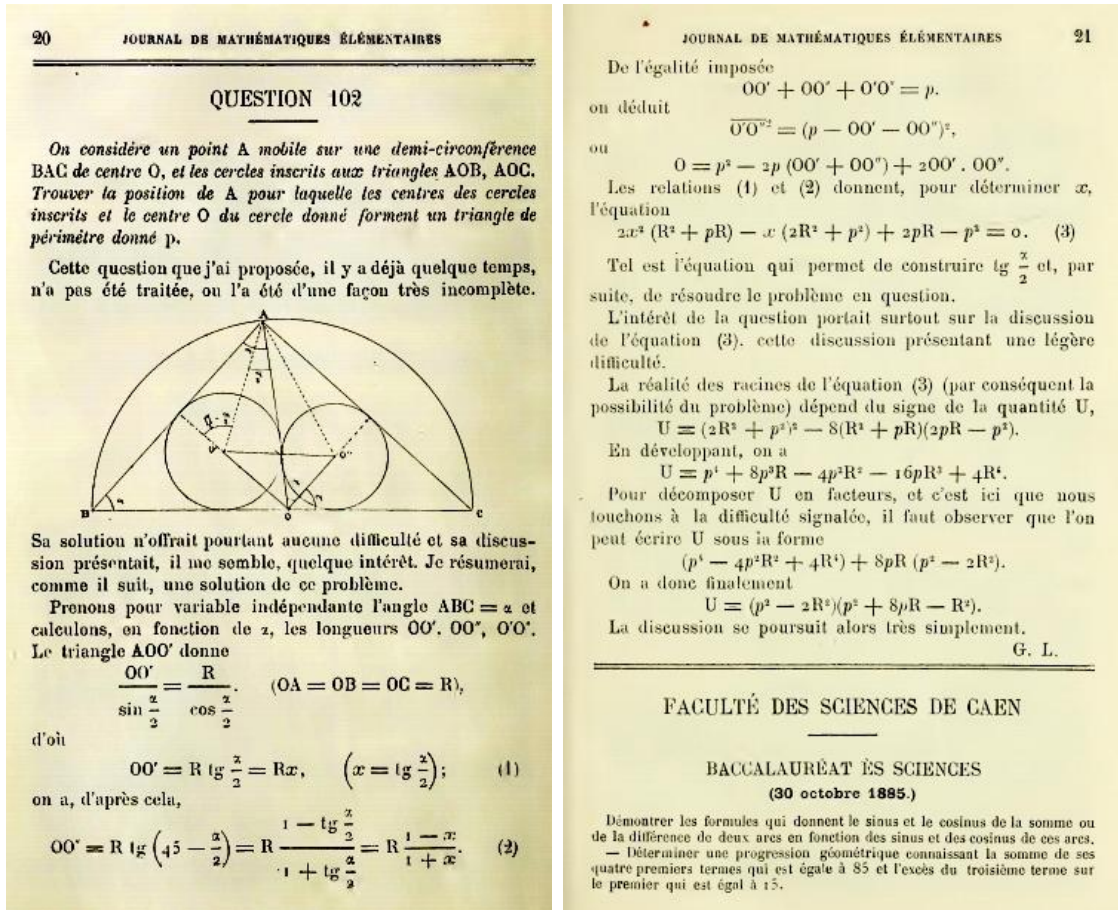 20 JOURNAL DE MATHÉMATIQUES ÉLÉMENTAIRES
QUESTION 102
On considère un point A mobile sur une demi-circonférence
BAC de centre O, et les cercles inscrits aux triangles AOB, AOC.
Trouver la position de A pour laquelle les centres des cercles
inscrits et le centre O du cercle donné forment un triangle de
périmètre donné p.
Cette question que j'ai proposée, il y a déjà quelque temps,
n'a pas été traitée, ou l'a été d'une façon très incomplète.
A
B
O
C
Sa solution n'offrait pourtant aucune difficulté et sa discus-
sion présentait, il me semble, quelque intérêt. Je résumerai,
comme il suit, une solution de ce problème.
Prenons pour variable indépendante l'angle ABC = α et
calculons, en fonction de α, les longueurs OO′. OO″, O′O″.
Le triangle AOO′ donne
OO′ / sin α/2 = R / cos α/2. (OA = OB = OC = R),
d'où
OO′ = R tg α/2 = Rx, (x = tg α/2); (1)
on a, d'après cela,
OO″ = R tg (45 − α/2) = R (1 − tg α/2) / (1 + tg α/2) = R (1 − x) / (1 + x). (2)
JOURNAL DE MATHÉMATIQUES ÉLÉMENTAIRES 21
De l'égalité imposée
OO′ + OO″ + O′O″ = p.
on déduit
O′O″² = (p − OO′ − OO″)²,
ou
O = p² − 2p (OO′ + OO″) + 2OO′ . OO″.
Les relations (1) et (2) donnent, pour déterminer x,
l'équation
2x² (R² + pR) − x (2R² + p²) + 2pR − p² = o. (3)
Tel est l'équation qui permet de construire tg α/2 et, par
suite, de résoudre le problème en question.
L'intérêt de la question portait surtout sur la discussion
de l'équation (3). cette discussion présentant une légère
difficulté.
La réalité des racines de l'équation (3) (par conséquent la
possibilité du problème) dépend du signe de la quantité U,
U = (2R² + p²)² − 8(R² + pR)(2pR − p²).
En développant, on a
U = p⁴ + 8p³R − 4p²R² − 16pR³ + 4R⁴.
Pour décomposer U en facteurs, et c'est ici que nous
touchons à la difficulté signalée, il faut observer que l'on
peut écrire U sous la forme
(p⁴ − 4p²R² + 4R⁴) + 8pR (p² − 2R²).
On a donc finalement
U = (p² − 2R²)(p² + 8pR − R²).
La discussion se poursuit alors très simplement.
G. L.
FACULTÉ DES SCIENCES DE CAEN
BACCALAURÉAT ÈS SCIENCES
(30 octobre 1885.)
Démontrer les formules qui donnent le sinus et le cosinus de la somme ou
de la différence de deux arcs en fonction des sinus et des cosinus de ces arcs.
— Déterminer une progression géométrique connaissant la somme de ses
quatre premiers termes qui est égale à 85 et l'excès du troisième terme sur
le premier qui est égal à 15.